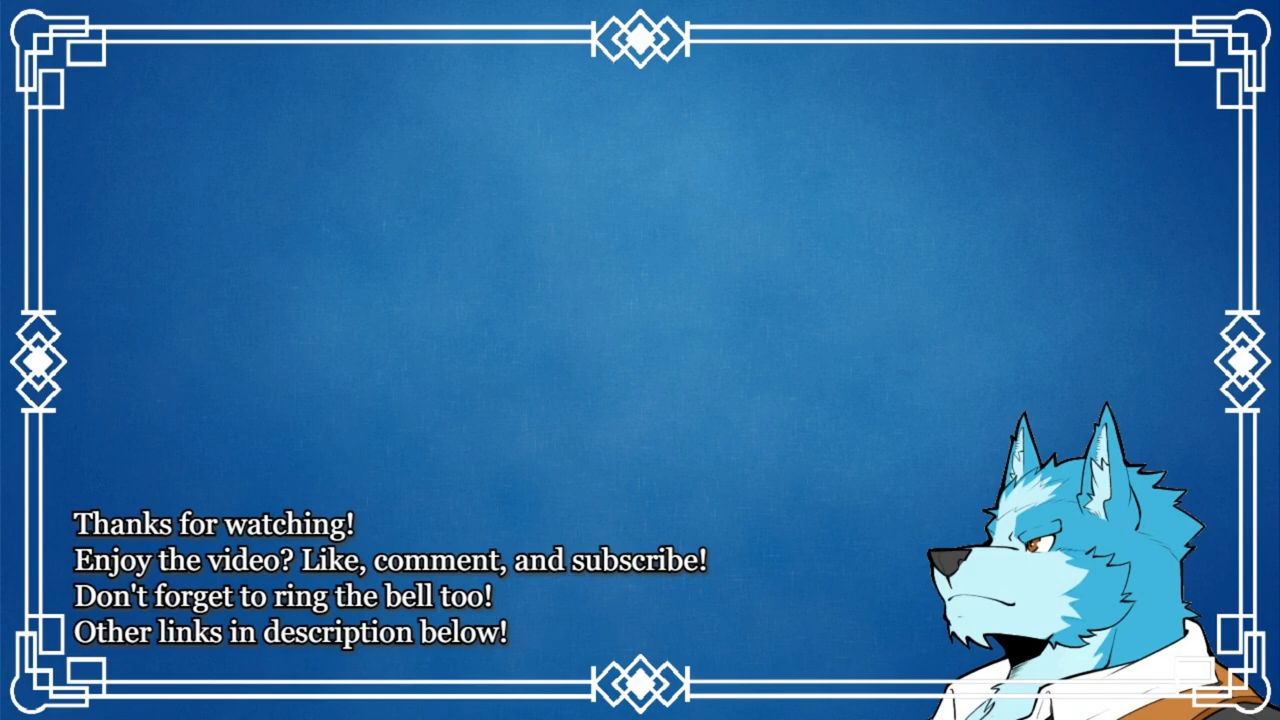 Thanks for watching!
Enjoy the video? Like, comment, and subscribe!
Don't forget to ring the bell too!
Other links in description below!